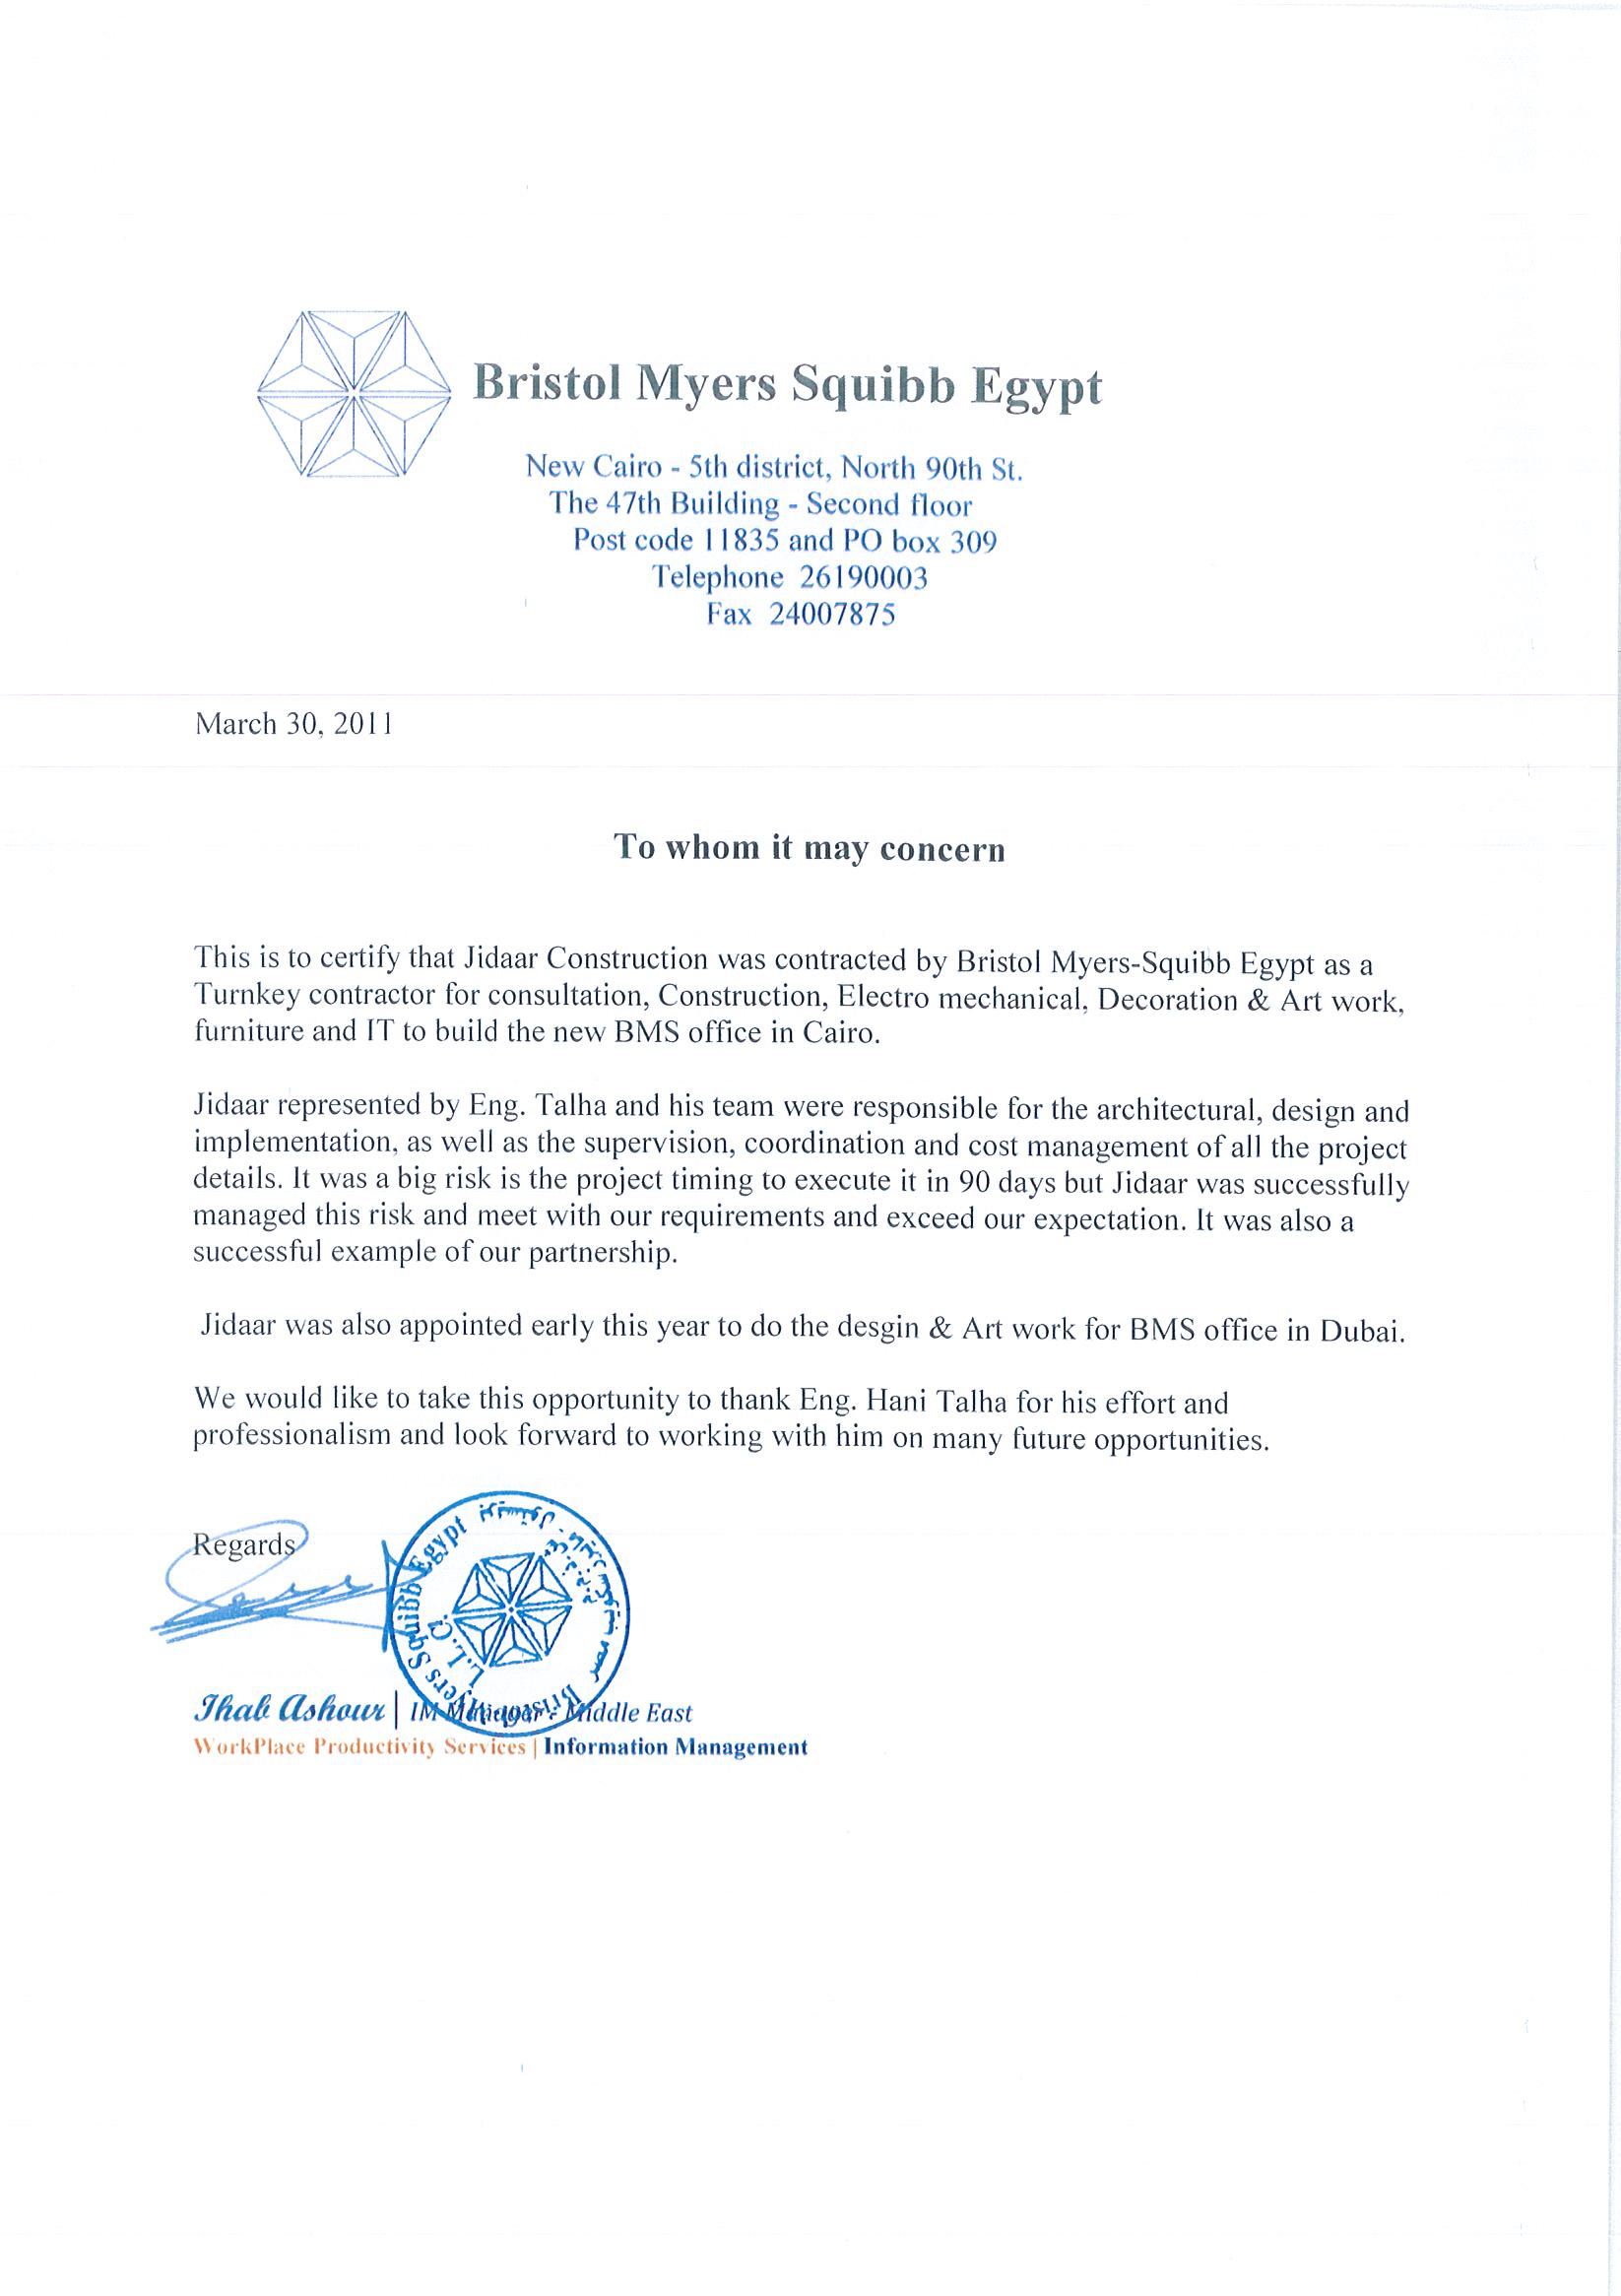 Bristol Myers Squibb Egypt
New Cairo - 5th district, North 90th St.
The 47th Building - Second floor
Post code 11835 and PO box 309
Telephone 26190003
Fax 24007875
March 30, 2011
To whom it may concern
This is to certify that Jidaar Construction was contracted by Bristol Myers-Squibb Egypt as a
Turnkey contractor for consultation, Construction, Electro mechanical, Decoration & Art work,
furniture and IT to build the new BMS office in Cairo.
Jidaar represented by Eng. Talha and his team were responsible for the architectural, design and
implementation, as well as the supervision, coordination and cost management of all the project
details. It was a big risk is the project timing to execute it in 90 days but Jidaar was successfully
managed this risk and meet with our requirements and exceed our expectation. It was also a
successful example of our partnership.
Jidaar was also appointed early this year to do the desgin & Art work for BMS office in Dubai.
We would like to take this opportunity to thank Eng. Hani Talha for his effort and
professionalism and look forward to working with him on many future opportunities.
Regards
Bristol Myers Squibb Egypt
L.L.C.
Ihab Ashour | IM Manager - Middle East
WorkPlace Productivity Services | Information Management